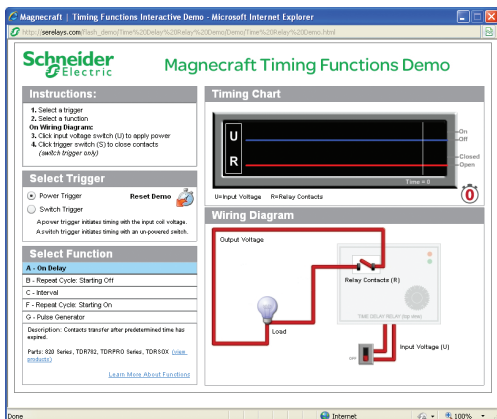 Magnecraft | Timing Functions Interactive Demo - Microsoft Internet Explorer
http://serelays.com/flash_demo/Time%20Delay%20Relay%20Demo/Demo/Time%20Delay%20Relay%20Demo.html
Schneider
Electric
Magnecraft Timing Functions Demo
Instructions:
1. Select a trigger
2. Select a function
On Wiring Diagram:
3. Click input voltage switch (U) to apply power
4. Click trigger switch (S) to close contacts
(switch trigger only)
Select Trigger
Power Trigger
Reset Demo
Switch Trigger
A power trigger initiates timing with the input coil voltage.
A switch trigger initiates timing with an un-powered switch.
Select Function
A - On Delay
B - Repeat Cycle: Starting Off
C - Interval
F - Repeat Cycle: Starting On
G - Pulse Generator
Description: Contacts transfer after predetermined time has
expired.
Parts: 820 Series, TDR782, TDRPRO Series, TDRSOX (view
products)
Learn More About Functions
Timing Chart
U
R
On
Off
Closed
Open
Time = 0
U=Input Voltage R=Relay Contacts
0
Wiring Diagram
Output Voltage
Relay Contacts (R)
Load
TIME DELAY RELAY (top view)
Input Voltage (U)
OFF
Done
Internet
100%